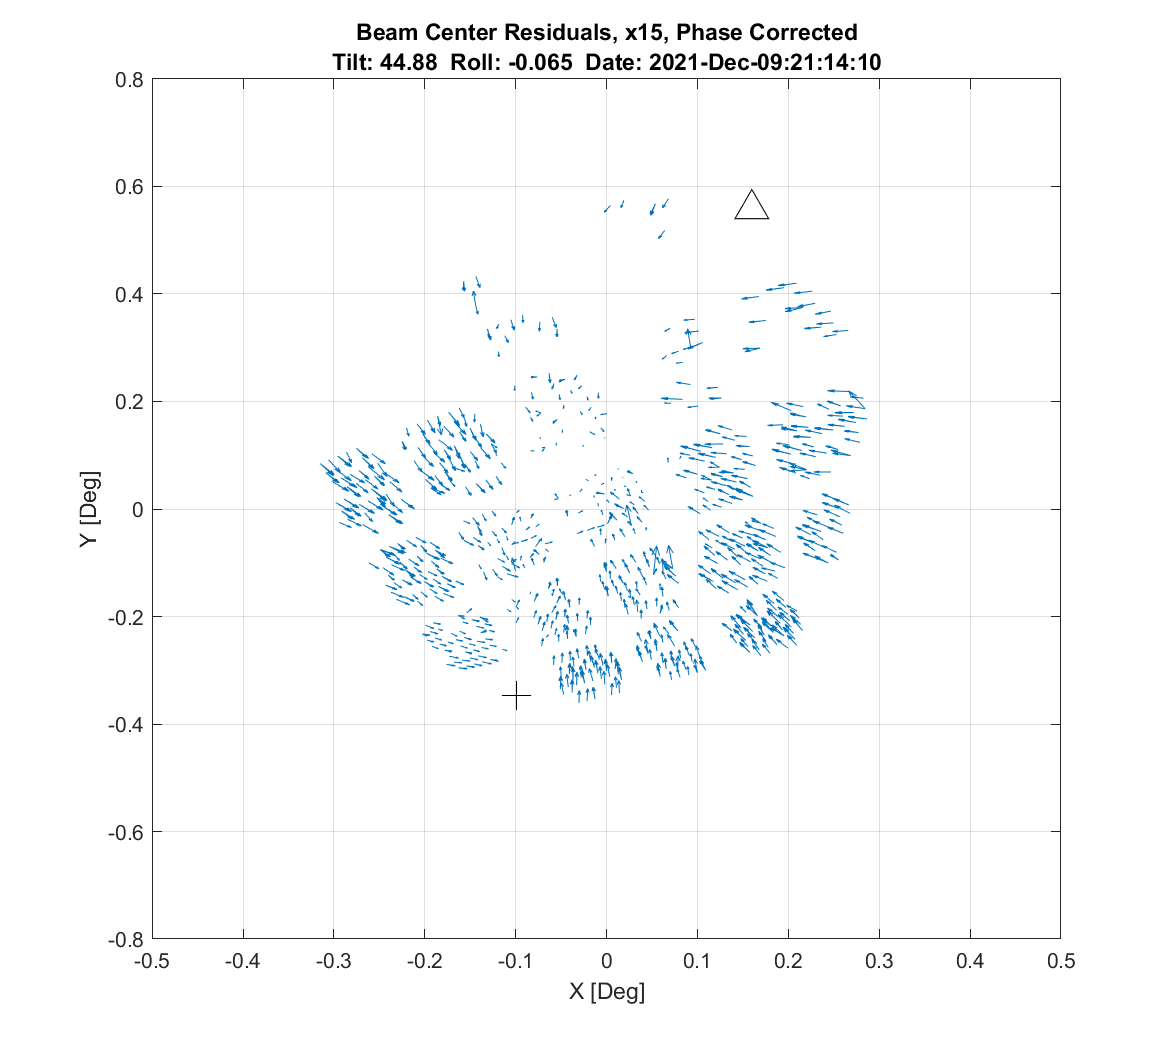 Beam Center Residuals, x15, Phase Corrected
Tilt: 44.88  Roll: -0.065  Date: 2021-Dec-09:21:14:10
0.8
0.6
0.4
0.2
0
-0.2
-0.4
-0.6
-0.8
Y [Deg]
-0.5 -0.4 -0.3 -0.2 -0.1 0 0.1 0.2 0.3 0.4 0.5
X [Deg]